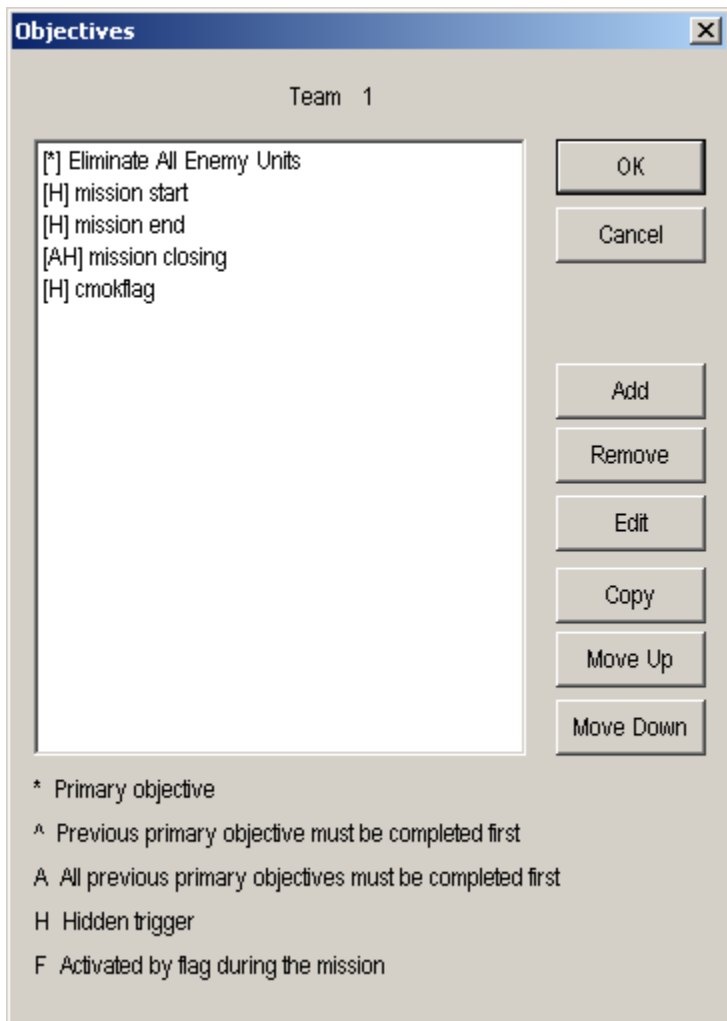 Objectives
Team 1
[*] Eliminate All Enemy Units
[H] mission start
[H] mission end
[AH] mission closing
[H] cmokflag
OK
Cancel
Add
Remove
Edit
Copy
Move Up
Move Down
* Primary objective
^ Previous primary objective must be completed first
A All previous primary objectives must be completed first
H Hidden trigger
F Activated by flag during the mission